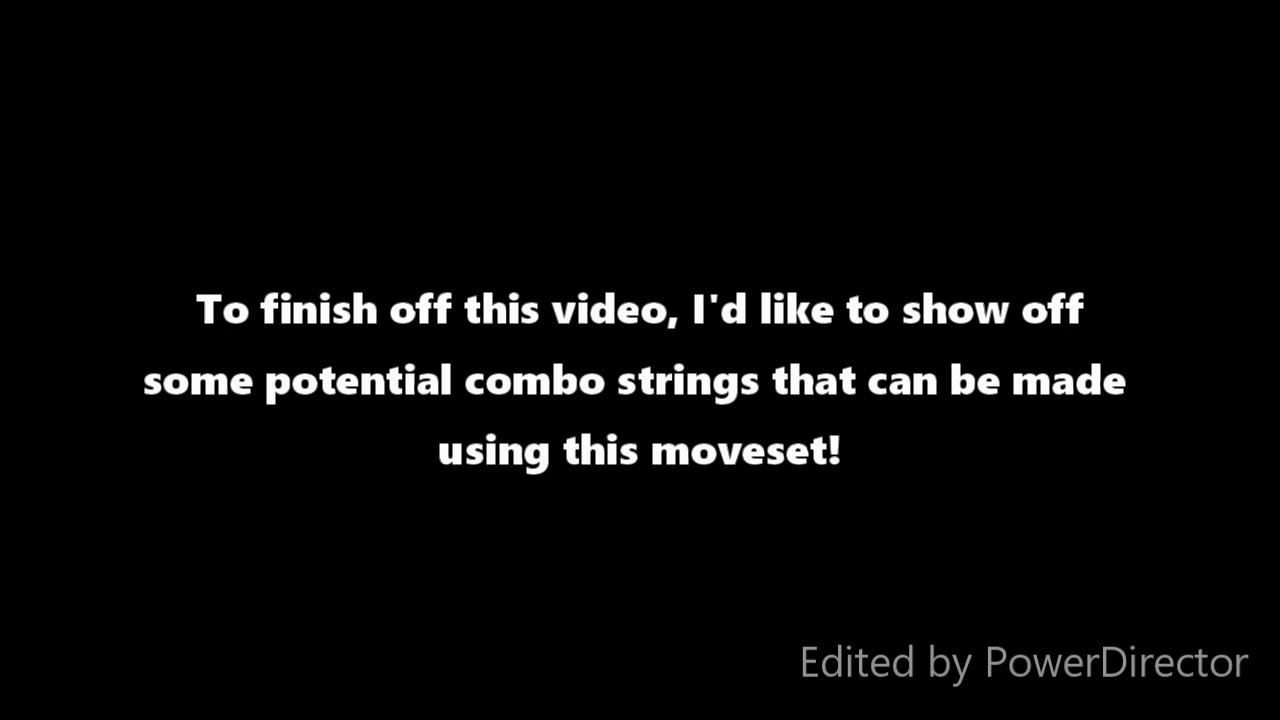 To finish off this video, I'd like to show off
some potential combo strings that can be made
using this moveset!
Edited by PowerDirector